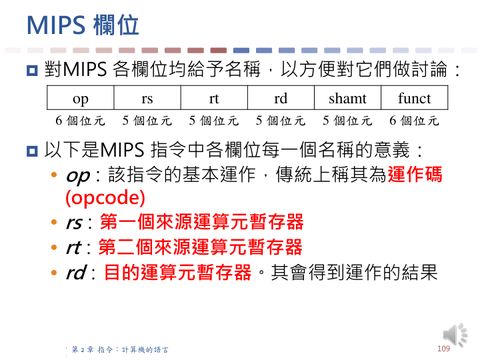 MIPS 欄位
對MIPS 各欄位均給予名稱，以方便對它們做討論：
op rs rt rd shamt funct
6 個位元 5 個位元 5 個位元 5 個位元 5 個位元 6 個位元
以下是MIPS 指令中各欄位每一個名稱的意義：
• op：該指令的基本運作，傳統上稱其為運作碼
(opcode)
• rs：第一個來源運算元暫存器
• rt：第二個來源運算元暫存器
• rd：目的運算元暫存器。其會得到運作的結果
第 2 章 指令：計算機的語言
109